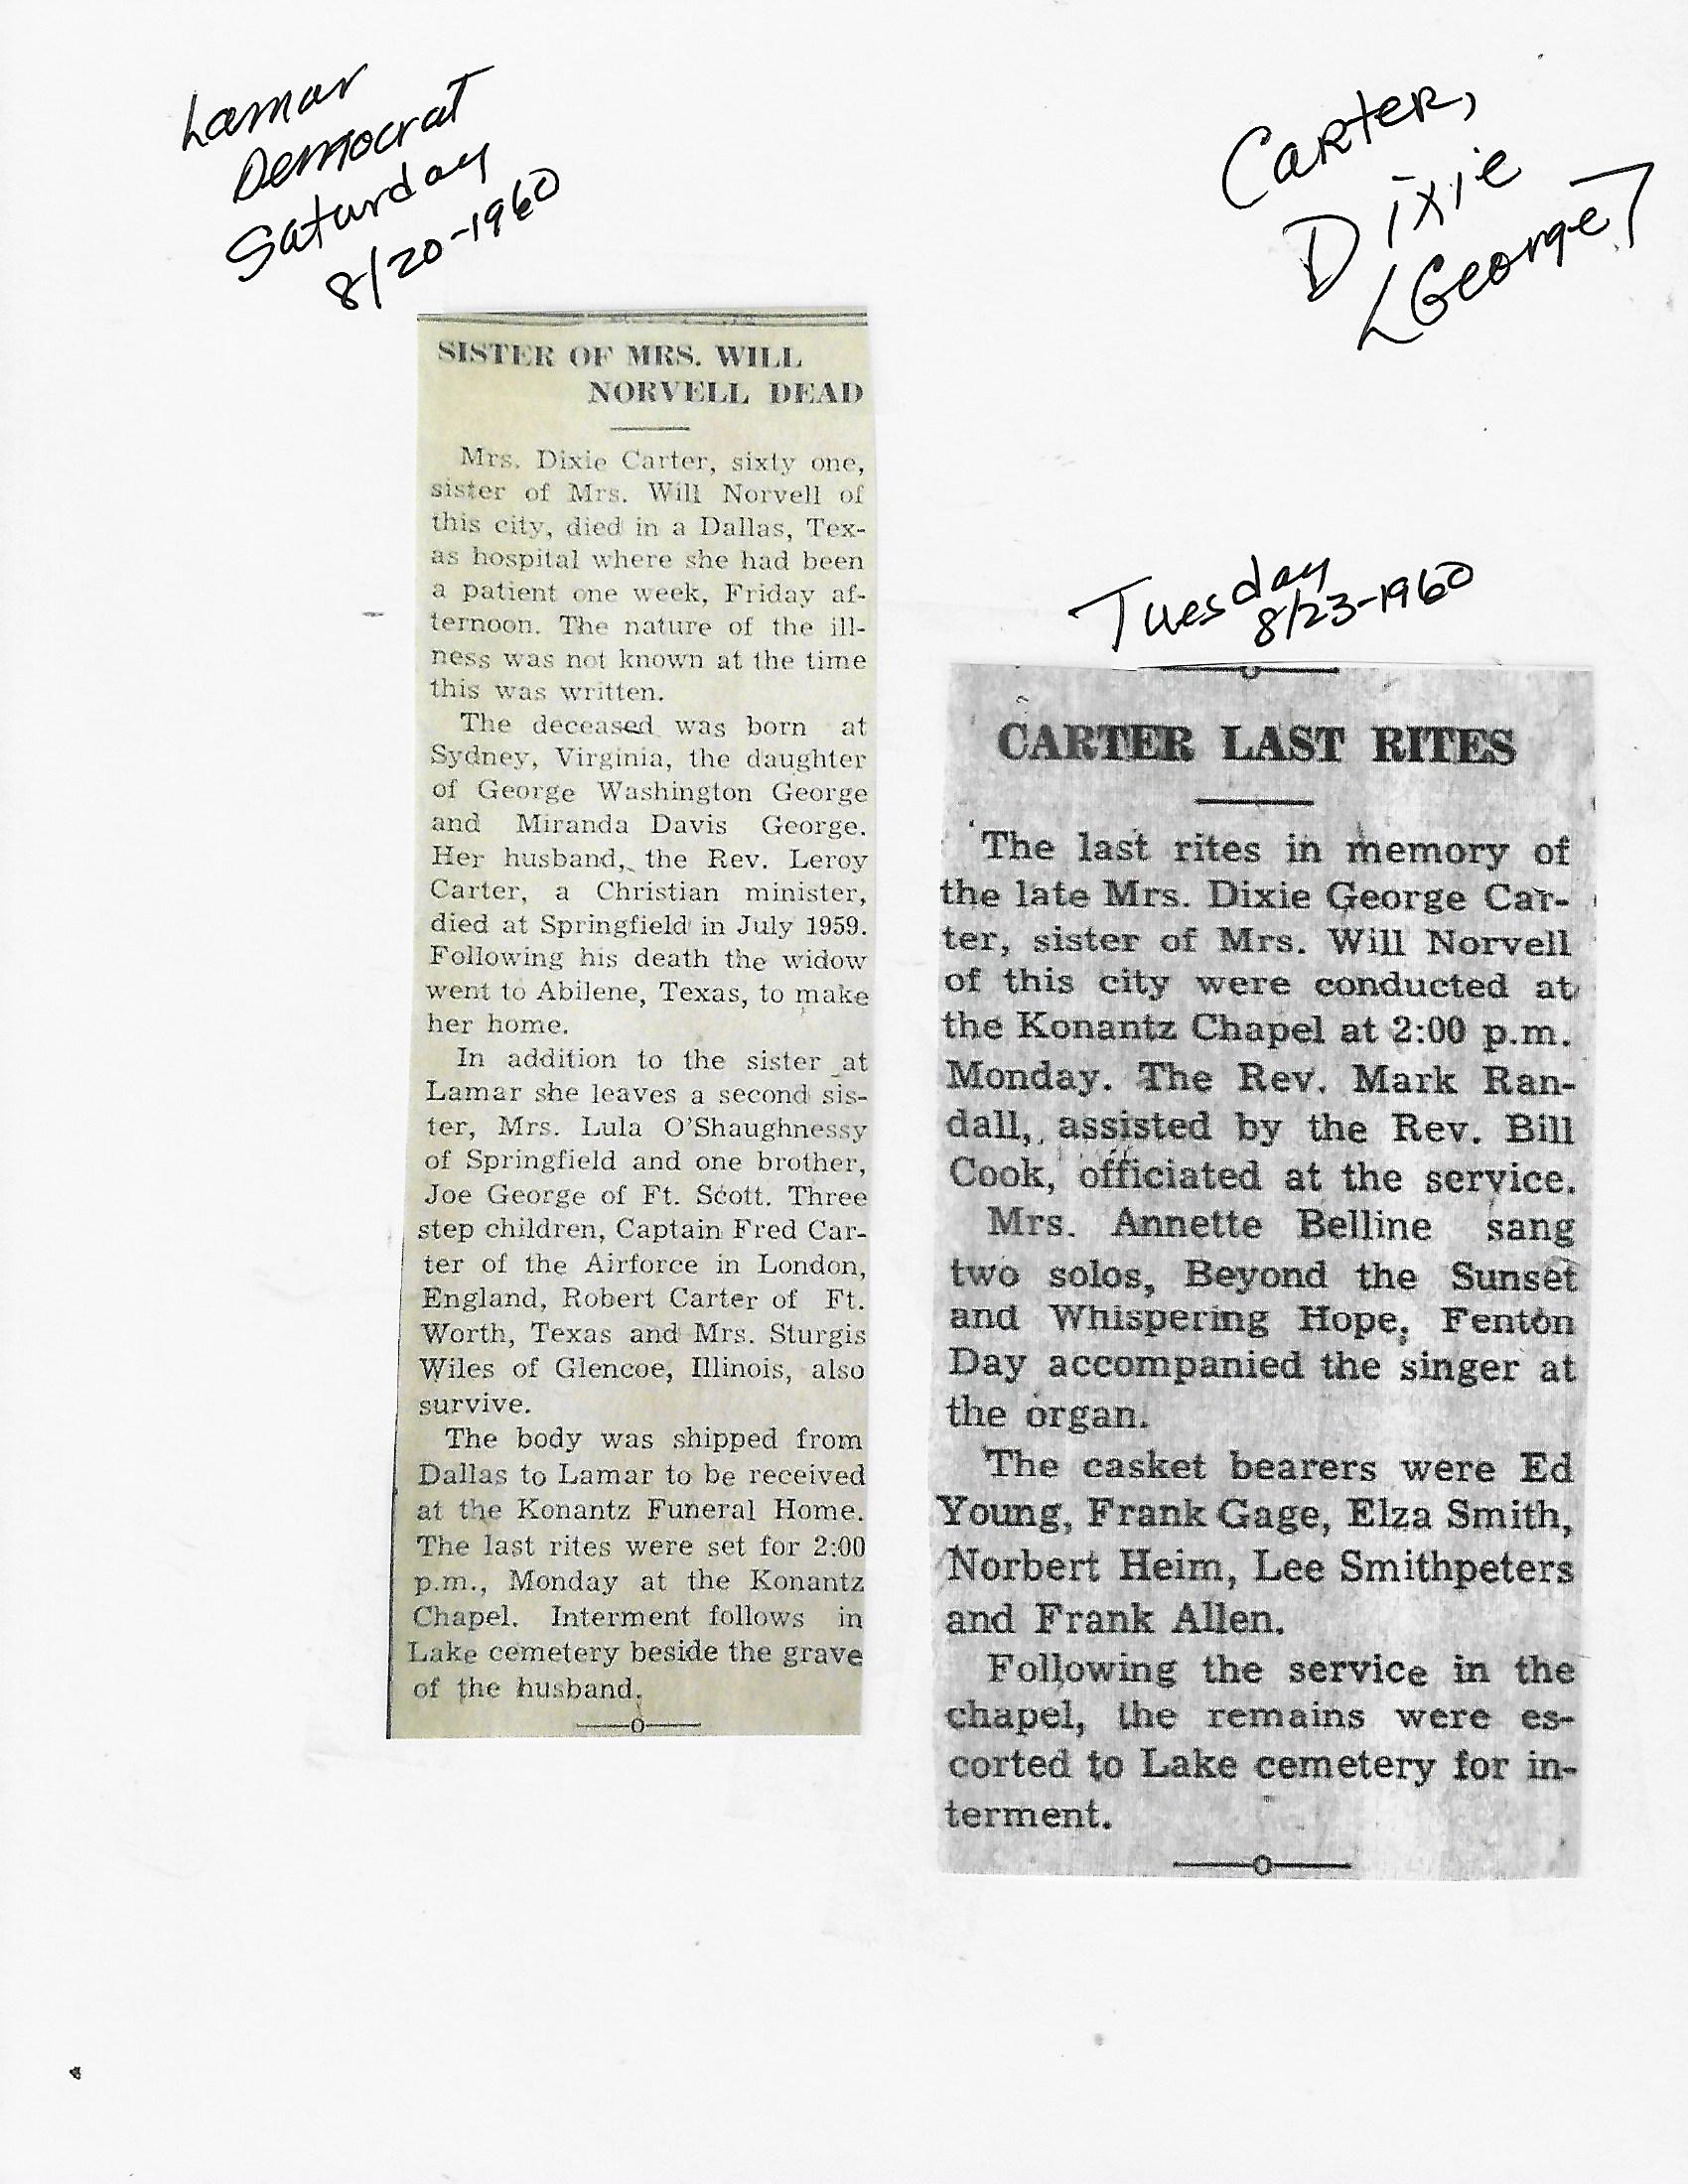 Lamar
Democrat
Saturday
8/20-1960
Carter,
Dixie
[George]
SISTER OF MRS. WILL
NORVELL DEAD
Mrs. Dixie Carter, sixty one,
sister of Mrs. Will Norvell of
this city, died in a Dallas, Tex-
as hospital where she had been
a patient one week, Friday af-
ternoon. The nature of the ill-
ness was not known at the time
this was written.
The deceased was born at
Sydney, Virginia, the daughter
of George Washington George
and Miranda Davis George.
Her husband, the Rev. Leroy
Carter, a Christian minister,
died at Springfield in July 1959.
Following his death the widow
went to Abilene, Texas, to make
her home.
In addition to the sister at
Lamar she leaves a second sis-
ter, Mrs. Lula O'Shaughnessy
of Springfield and one brother,
Joe George of Ft. Scott. Three
step children, Captain Fred Car-
ter of the Airforce in London,
England, Robert Carter of Ft.
Worth, Texas and Mrs. Sturgis
Wiles of Glencoe, Illinois, also
survive.
The body was shipped from
Dallas to Lamar to be received
at the Konantz Funeral Home.
The last rites were set for 2:00
p.m., Monday at the Konantz
Chapel. Interment follows in
Lake cemetery beside the grave
of the husband.
Tuesday
8/23-1960
CARTER LAST RITES
The last rites in memory of
the late Mrs. Dixie George Car-
ter, sister of Mrs. Will Norvell
of this city were conducted at
the Konantz Chapel at 2:00 p.m.
Monday. The Rev. Mark Ran-
dall, assisted by the Rev. Bill
Cook, officiated at the service.
Mrs. Annette Belline sang
two solos, Beyond the Sunset
and Whispering Hope, Fenton
Day accompanied the singer at
the organ.
The casket bearers were Ed
Young, Frank Gage, Elza Smith,
Norbert Heim, Lee Smithpeters
and Frank Allen.
Following the service in the
chapel, the remains were es-
corted to Lake cemetery for in-
terment.